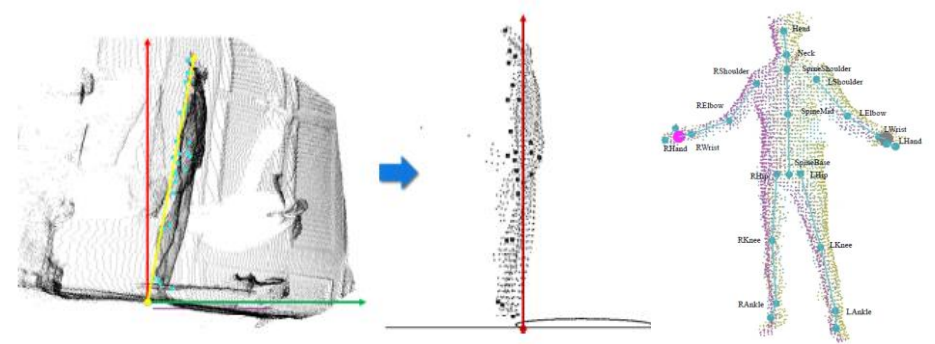 Head
Neck
SpineShoulder
RShoulder
LShoulder
RElbow
SpineMid
LElbow
LWrist
LHand
RHand
RWrist
SpineBase
RHip
LHip
RKnee
LKnee
RAnkle
LAnkle